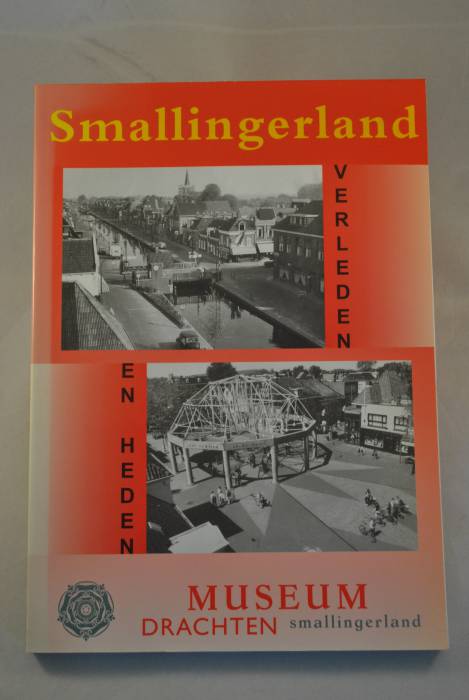 Smallingerland
VERLEDEN
EN HEDEN
MUSEUM
DRACHTEN smallingerland